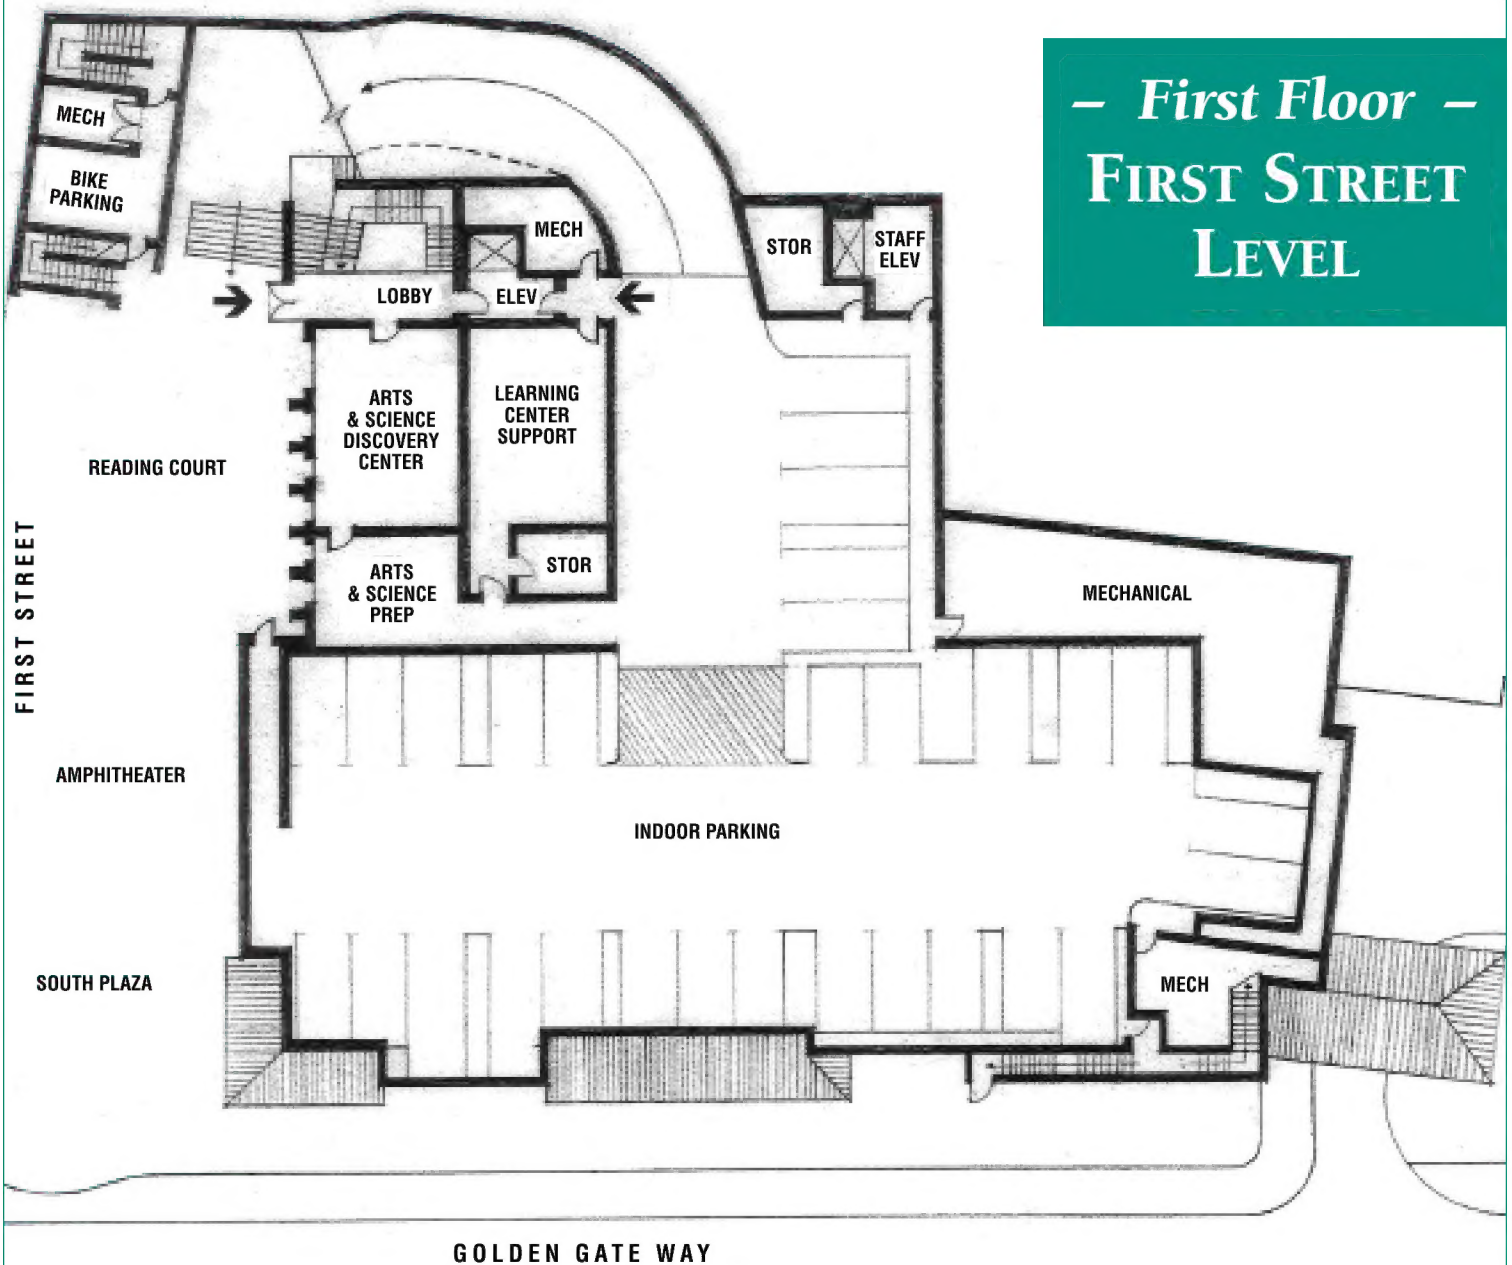 – First Floor –
FIRST STREET
LEVEL
MECH
BIKE
PARKING
MECH
STOR
STAFF
ELEV
LOBBY
ELEV
ARTS
& SCIENCE
DISCOVERY
CENTER
LEARNING
CENTER
SUPPORT
READING COURT
FIRST STREET
STOR
ARTS
& SCIENCE
PREP
MECHANICAL
AMPHITHEATER
INDOOR PARKING
SOUTH PLAZA
MECH
GOLDEN GATE WAY